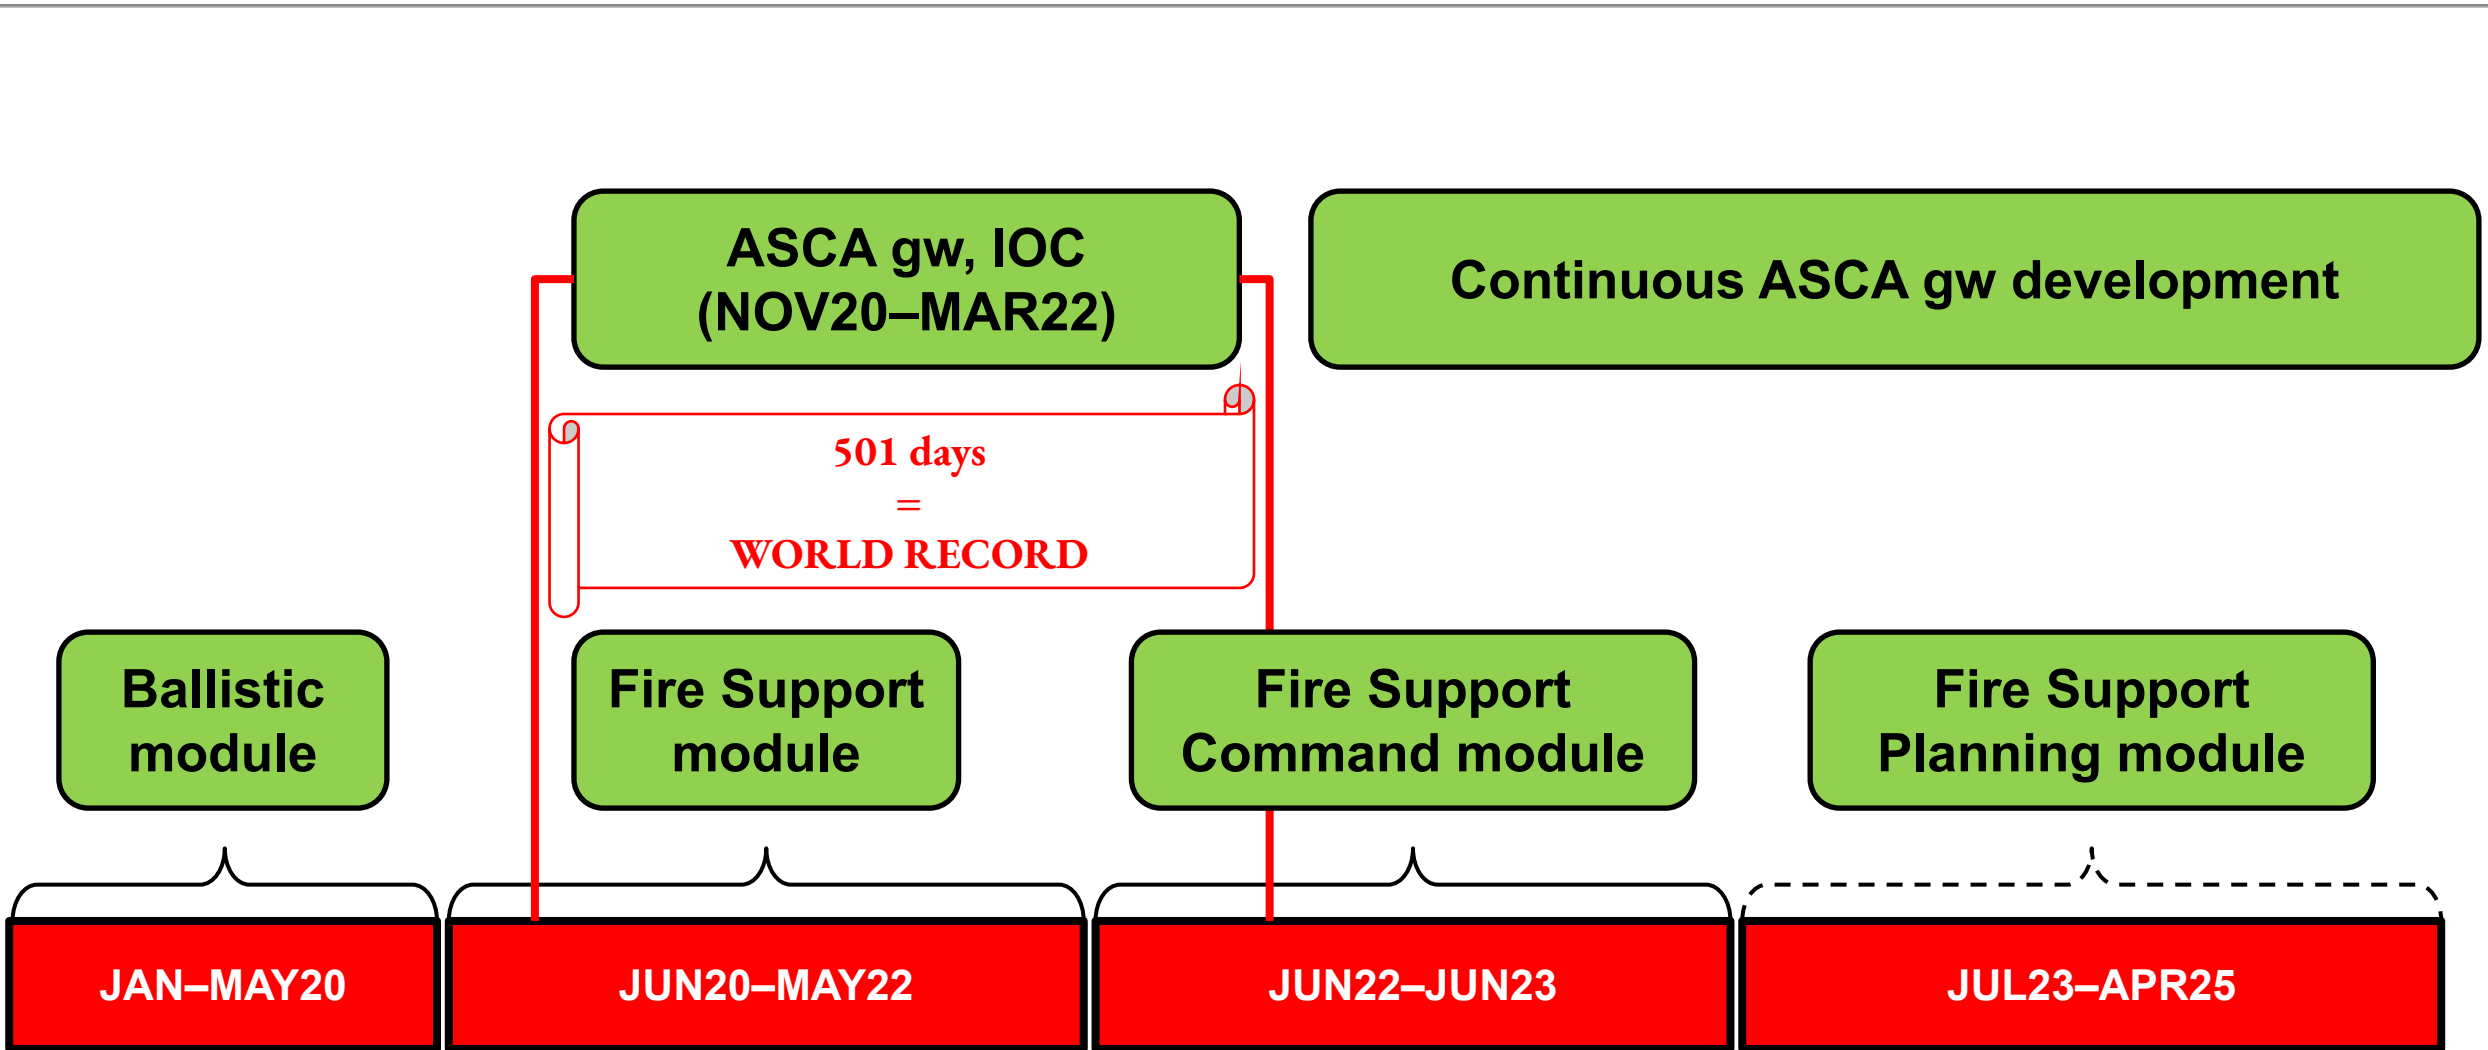 ASCA gw, IOC
(NOV20–MAR22)
Continuous ASCA gw development
501 days
=
WORLD RECORD
Ballistic
module
Fire Support
module
Fire Support
Command module
Fire Support
Planning module
JAN–MAY20
JUN20–MAY22
JUN22–JUN23
JUL23–APR25